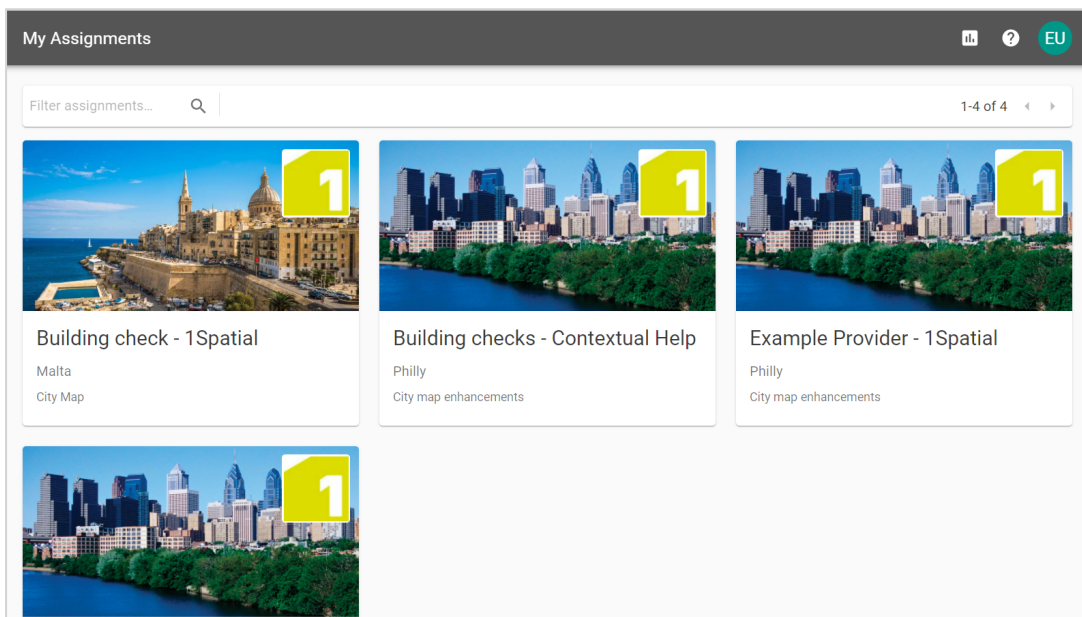 My Assignments
?
EU
Filter assignments...
1-4 of 4
1
1
1
Building check - 1Spatial
Building checks - Contextual Help
Example Provider - 1Spatial
Malta
Philly
Philly
City Map
City map enhancements
City map enhancements
1